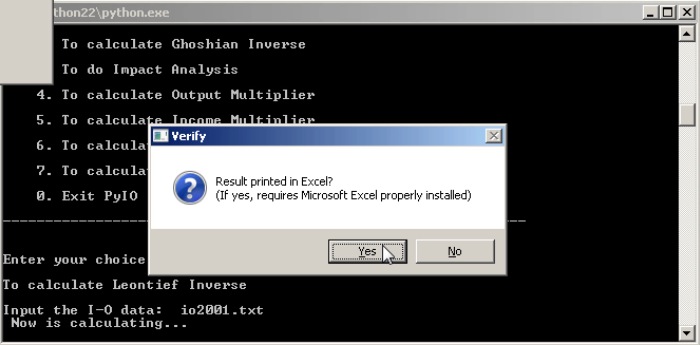 thon22\python.exe
To calculate Ghoshian Inverse
To do Impact Analysis
4. To calculate Output Multiplier
5. To calculate Income Multiplier
6. To calcula
7. To calcula
0. Exit PyIO
Verify
Result printed in Excel?
(If yes, requires Microsoft Excel properly installed)
Yes
No
Enter your choice
To calculate Leontief Inverse
Input the I-O data: io2001.txt
Now is calculating...